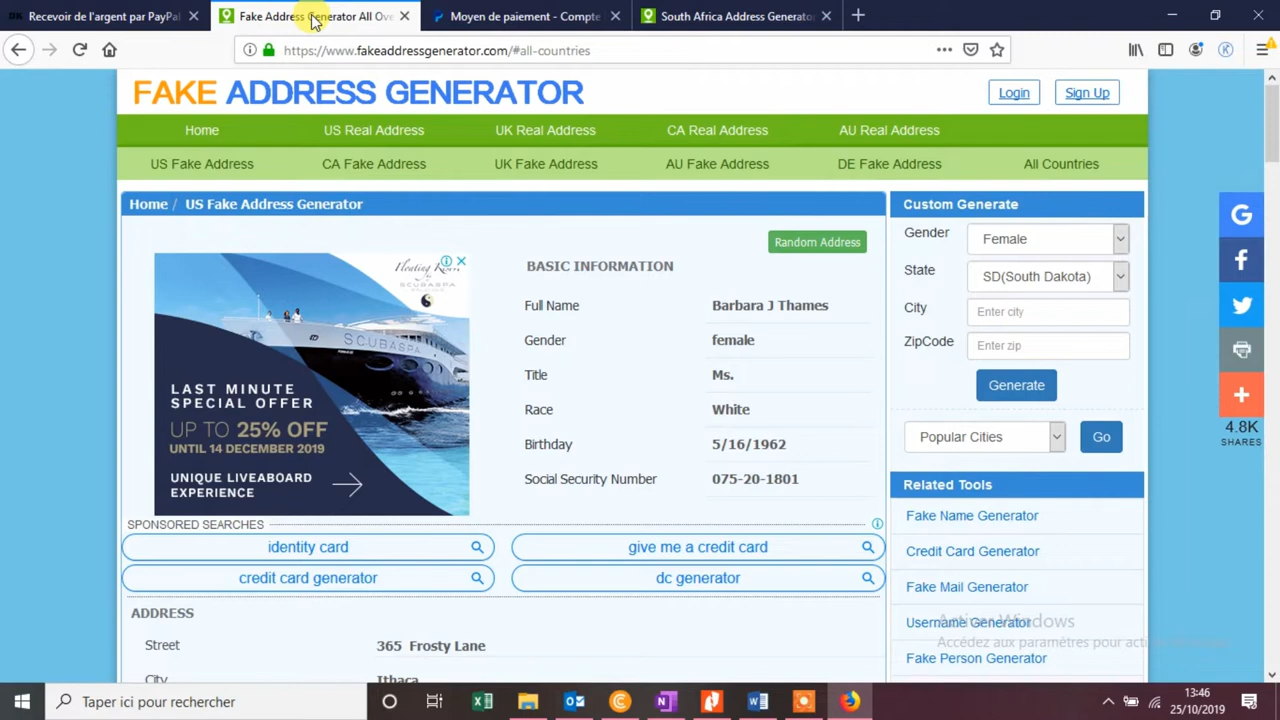 Recevoir de l'argent par PayPal
Fake Address Generator All Ove
Moyen de paiement - Compte
South Africa Address Generator
https://www.fakeaddressgenerator.com/#all-countries
FAKE ADDRESS GENERATOR
Login
Sign Up
Home
US Real Address
UK Real Address
CA Real Address
AU Real Address
US Fake Address
CA Fake Address
UK Fake Address
AU Fake Address
DE Fake Address
All Countries
Home / US Fake Address Generator
Random Address
BASIC INFORMATION
Full Name Barbara J Thames
Gender female
Title Ms.
Race White
Birthday 5/16/1962
Social Security Number 075-20-1801
SCUBASPA
SCUBASPA
LAST MINUTE
SPECIAL OFFER
UP TO 25% OFF
UNTIL 14 DECEMBER 2019
UNIQUE LIVEABOARD
EXPERIENCE
SPONSORED SEARCHES
identity card
give me a credit card
credit card generator
dc generator
ADDRESS
Street 365 Frosty Lane
City Ithaca
Custom Generate
Gender Female
State SD(South Dakota)
City Enter city
ZipCode Enter zip
Generate
Popular Cities
Go
Related Tools
Fake Name Generator
Credit Card Generator
Fake Mail Generator
Username Generator
Fake Person Generator
4.8K
SHARES
Activer Windows
Accédez aux paramètres pour
Taper ici pour rechercher
13:46
25/10/2019